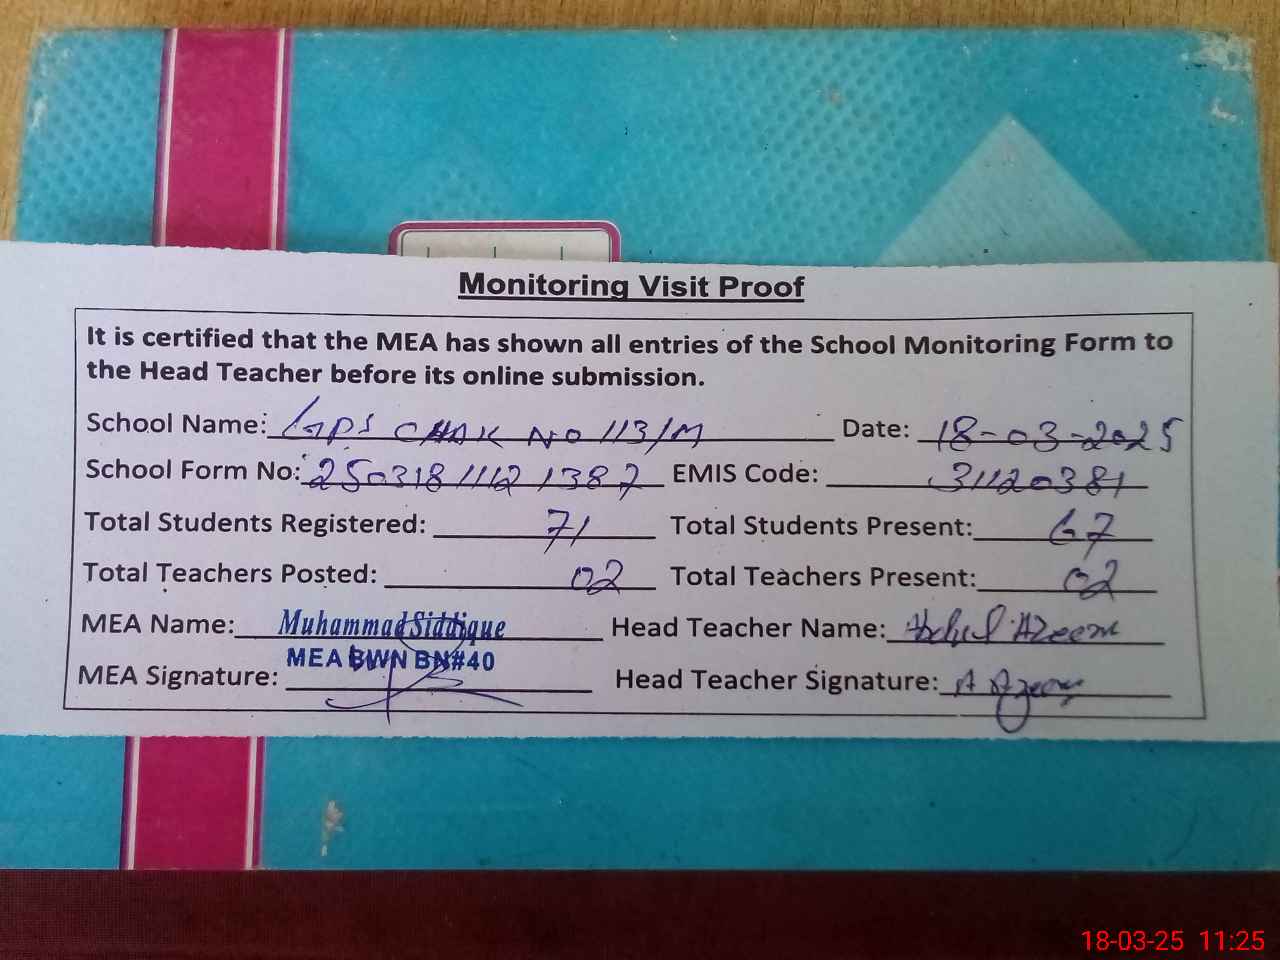 Monitoring Visit Proof
It is certified that the MEA has shown all entries of the School Monitoring Form to
the Head Teacher before its online submission.
School Name: GPS CHAK NO 113/M Date: 18-03-2025
School Form No: 25031811121387 EMIS Code: 31120381
Total Students Registered: 71 Total Students Present: 67
Total Teachers Posted: 02 Total Teachers Present: 02
MEA Name: Muhammad Siddique Head Teacher Name: Abdul Azeem
MEA BWN BN#40
MEA Signature: Head Teacher Signature: A Azeem
18-03-25 11:25